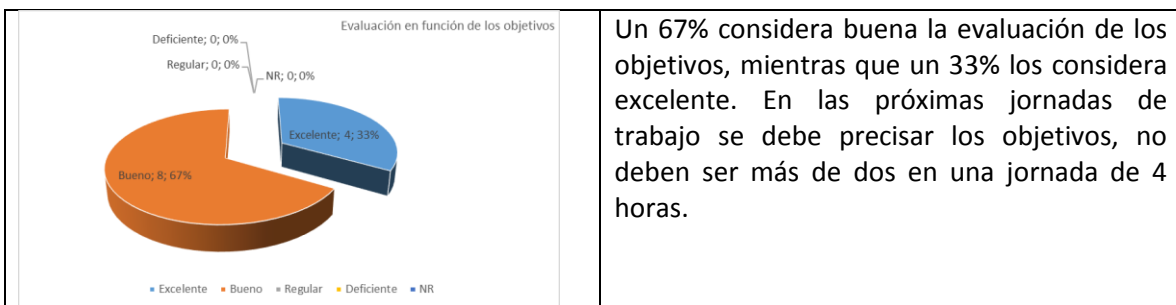 Evaluación en función de los objetivos
Deficiente; 0; 0%
Regular; 0; 0%
NR; 0; 0%
Excelente; 4; 33%
Bueno; 8; 67%
Excelente Bueno Regular Deficiente NR
Un 67% considera buena la evaluación de los
objetivos, mientras que un 33% los considera
excelente. En las próximas jornadas de
trabajo se debe precisar los objetivos, no
deben ser más de dos en una jornada de 4
horas.